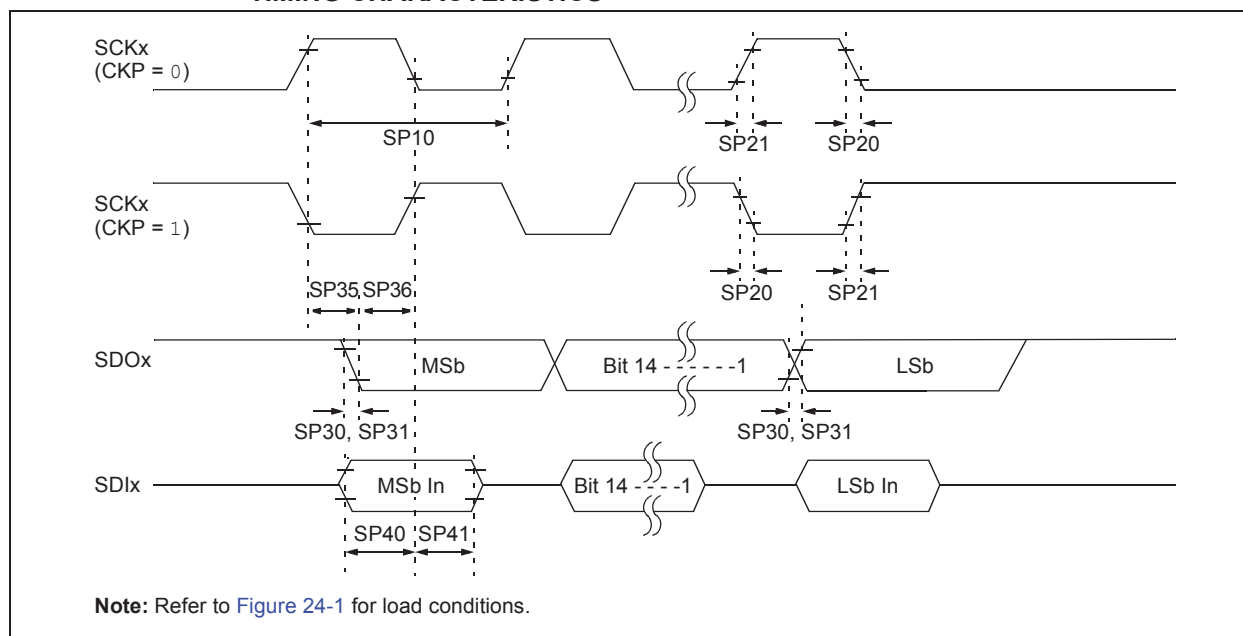 TIMING CHARACTERISTICS
SCKx
(CKP = 0)
SP10
SP21
SP20
SCKx
(CKP = 1)
SP35
SP36
SP20
SP21
SDOx
MSb
Bit 14 - - - - - -1
LSb
SP30, SP31
SP30, SP31
SDIx
MSb In
Bit 14 - - - -1
LSb In
SP40
SP41
Note: Refer to Figure 24-1 for load conditions.